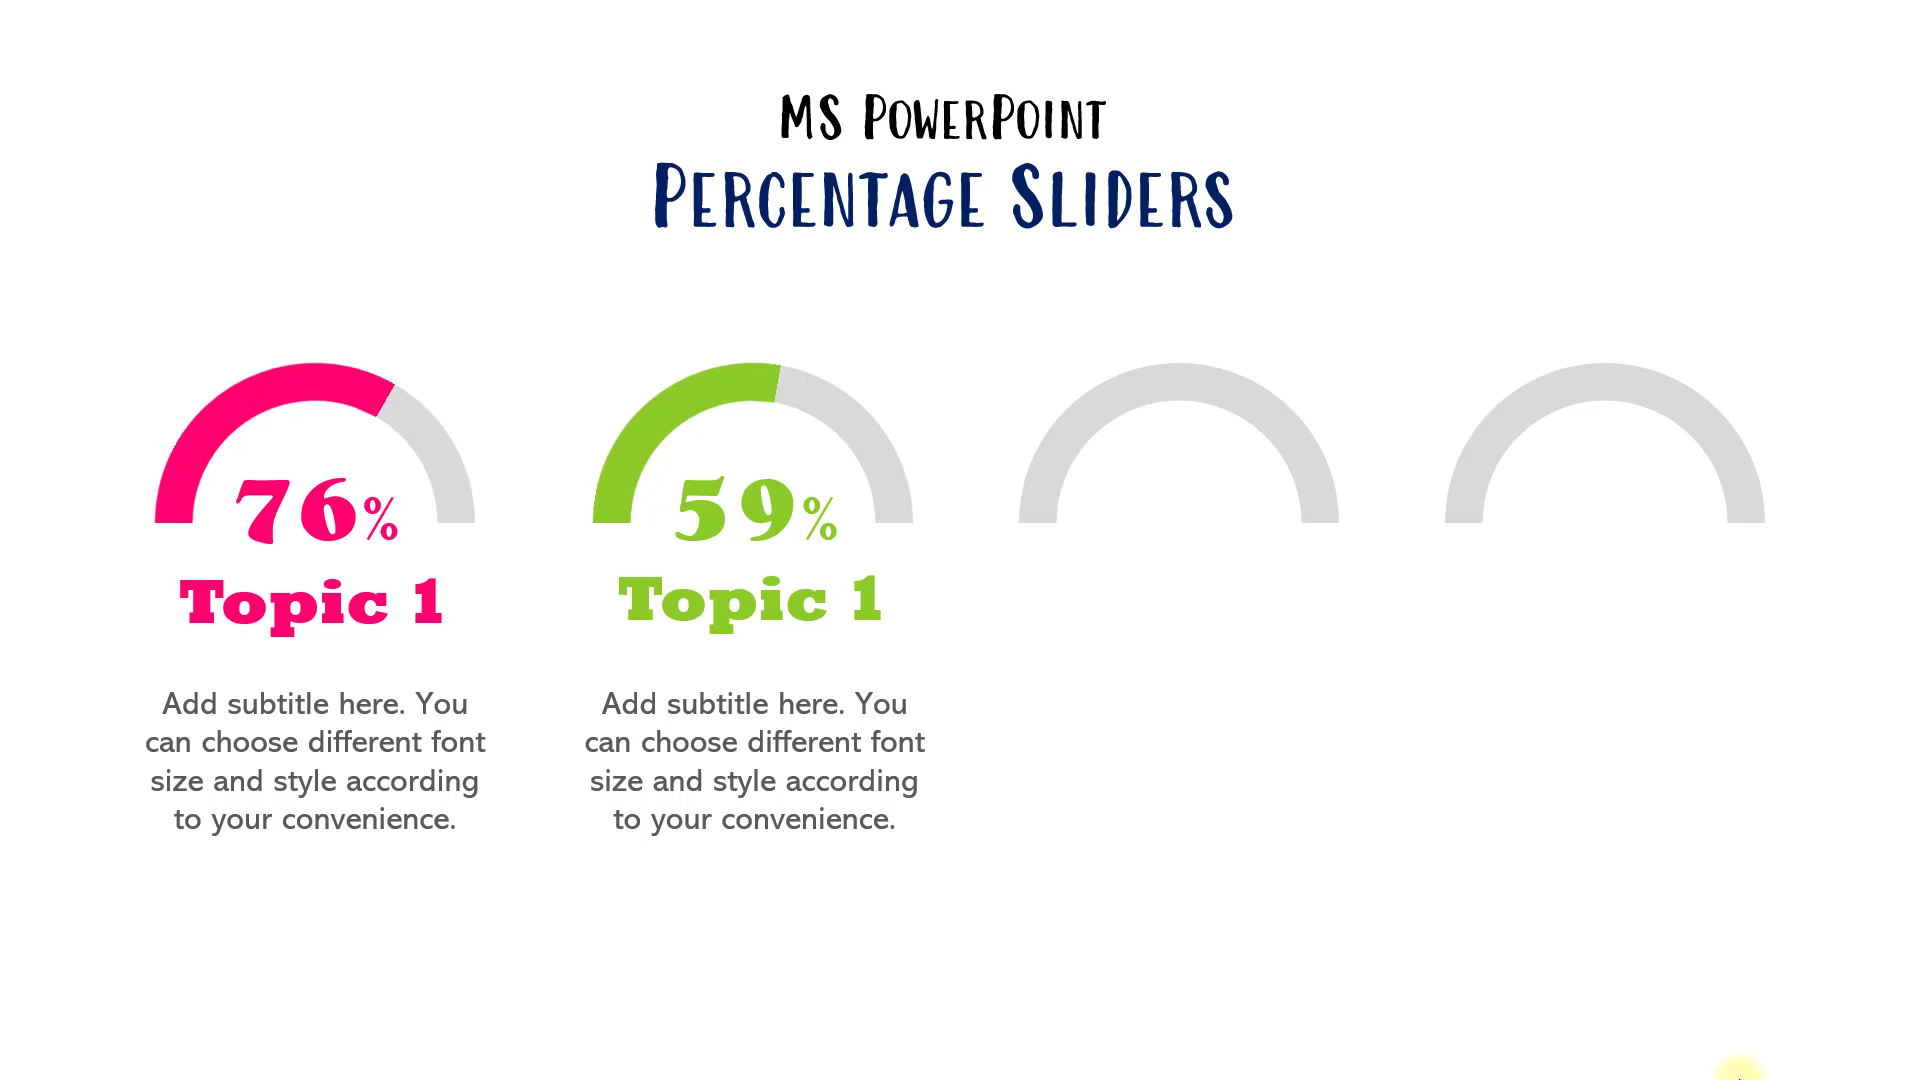 MS PowerPoint
Percentage Sliders
76%
Topic 1
Add subtitle here. You
can choose different font
size and style according
to your convenience.
59%
Topic 1
Add subtitle here. You
can choose different font
size and style according
to your convenience.